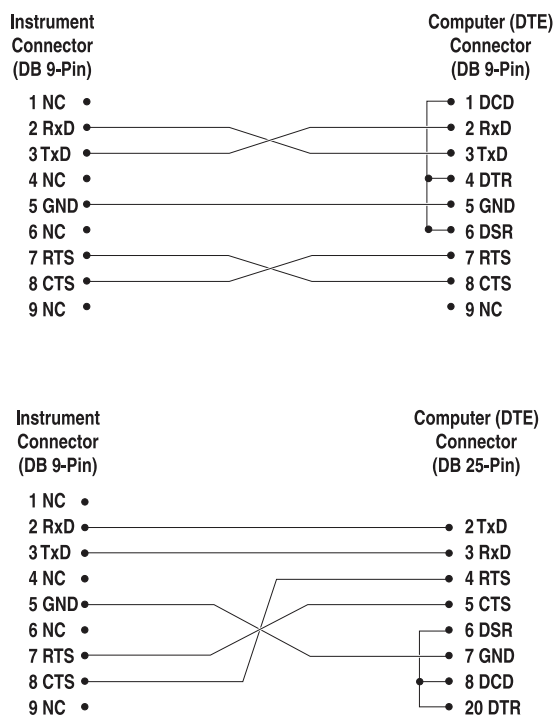 Instrument
Connector
(DB 9-Pin)
Computer (DTE)
Connector
(DB 9-Pin)
1 NC
2 RxD
3 TxD
4 NC
5 GND
6 NC
7 RTS
8 CTS
9 NC
1 DCD
2 RxD
3 TxD
4 DTR
5 GND
6 DSR
7 RTS
8 CTS
9 NC
Instrument
Connector
(DB 9-Pin)
Computer (DTE)
Connector
(DB 25-Pin)
1 NC
2 RxD
3 TxD
4 NC
5 GND
6 NC
7 RTS
8 CTS
9 NC
2 TxD
3 RxD
4 RTS
5 CTS
6 DSR
7 GND
8 DCD
20 DTR